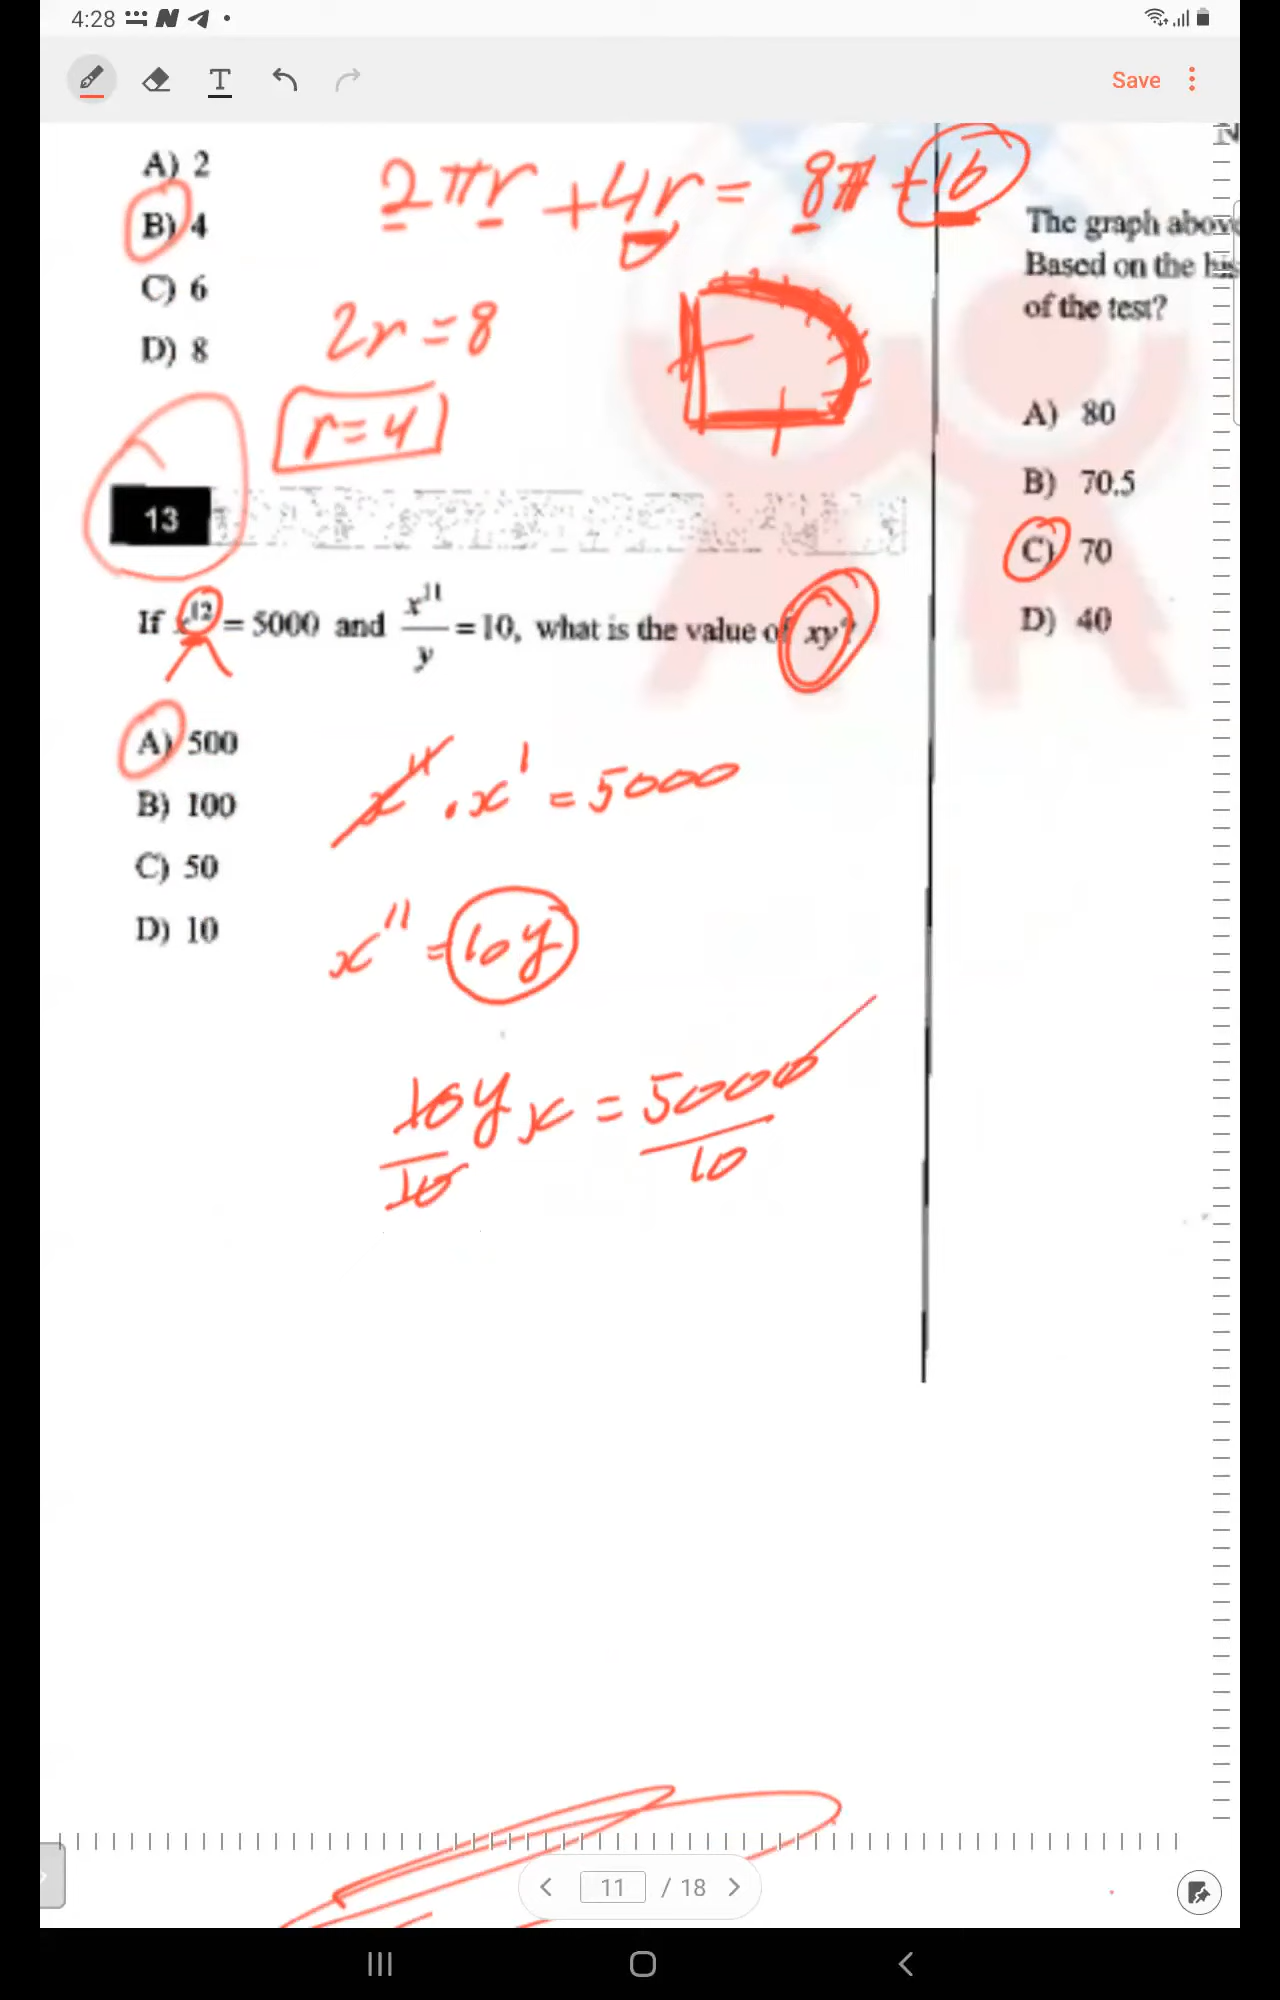 4:28
T
Save
A) 2
B) 4
C) 6
D) 8
2πr + 4r = 8π + 16
2r = 8
r = 4
13
If x¹² = 5000 and x¹¹/y = 10, what is the value of xy?
A) 500
B) 100
C) 50
D) 10
x¹¹ . x¹ = 5000
x¹¹ = 10y
10yx/10 = 5000/10
The graph above
Based on the his
of the test?
A) 80
B) 70.5
C) 70
D) 40
11 / 18